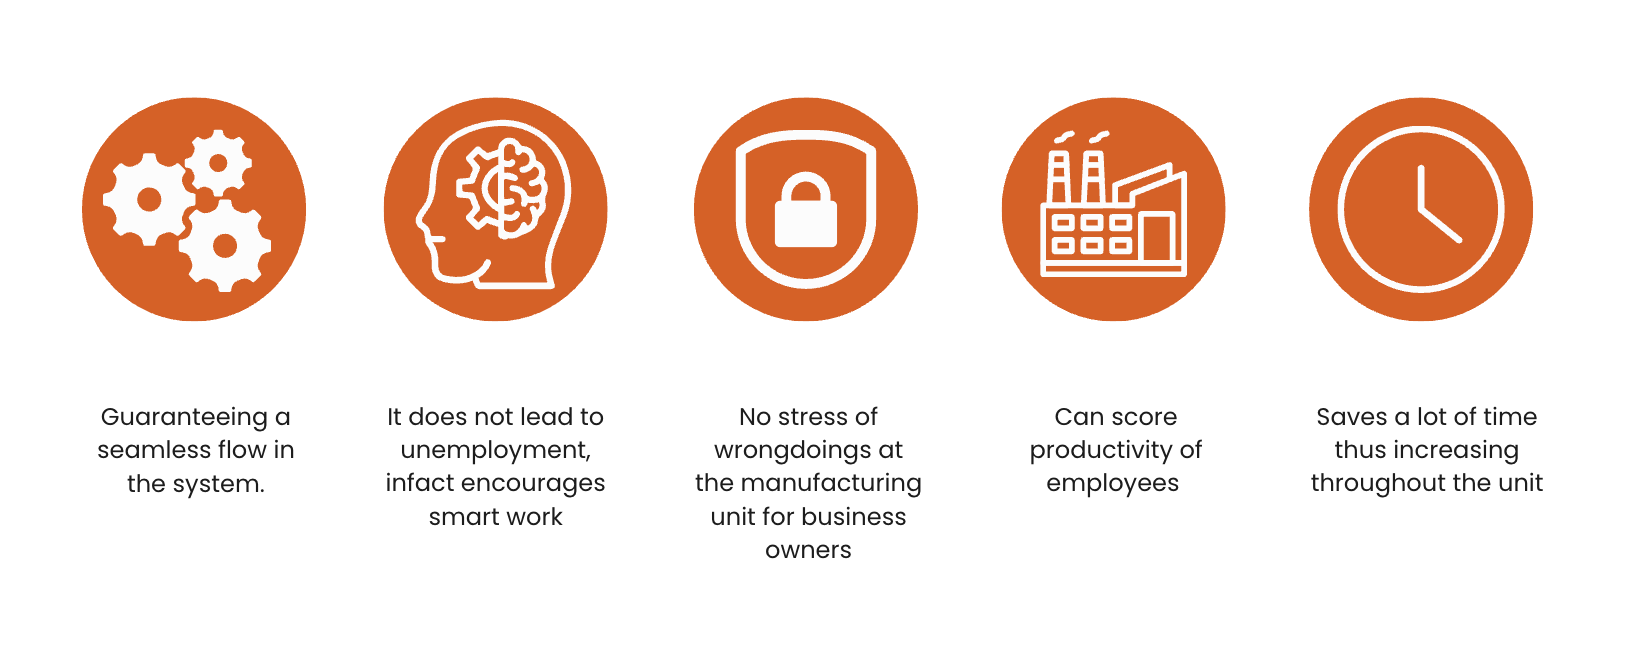 Guaranteeing a
seamless flow in
the system.
It does not lead to
unemployment,
infact encourages
smart work
No stress of
wrongdoings at
the manufacturing
unit for business
owners
Can score
productivity of
employees
Saves a lot of time
thus increasing
throughout the unit